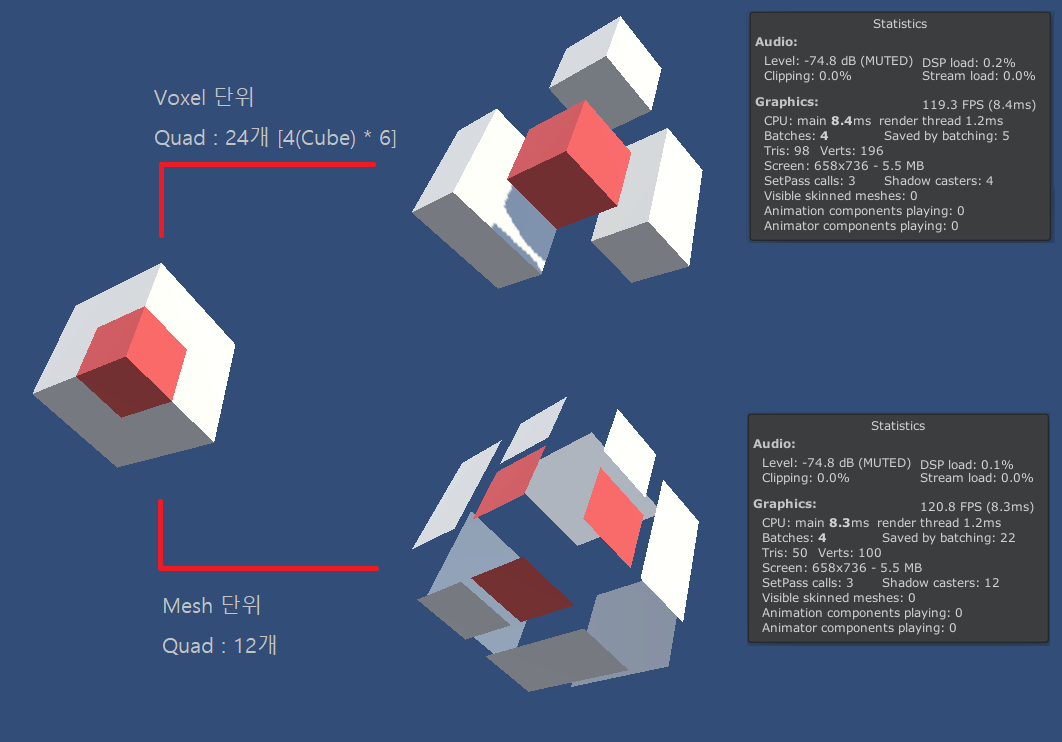 Voxel 단위
Quad : 24개 [4(Cube) * 6]
Statistics
Audio:
Level: -74.8 dB (MUTED) DSP load: 0.2%
Clipping: 0.0% Stream load: 0.0%
Graphics: 119.3 FPS (8.4ms)
CPU: main 8.4ms render thread 1.2ms
Batches: 4 Saved by batching: 5
Tris: 98 Verts: 196
Screen: 658x736 - 5.5 MB
SetPass calls: 3 Shadow casters: 4
Visible skinned meshes: 0
Animation components playing: 0
Animator components playing: 0
Mesh 단위
Quad : 12개
Statistics
Audio:
Level: -74.8 dB (MUTED) DSP load: 0.1%
Clipping: 0.0% Stream load: 0.0%
Graphics: 120.8 FPS (8.3ms)
CPU: main 8.3ms render thread 1.2ms
Batches: 4 Saved by batching: 22
Tris: 50 Verts: 100
Screen: 658x736 - 5.5 MB
SetPass calls: 3 Shadow casters: 12
Visible skinned meshes: 0
Animation components playing: 0
Animator components playing: 0